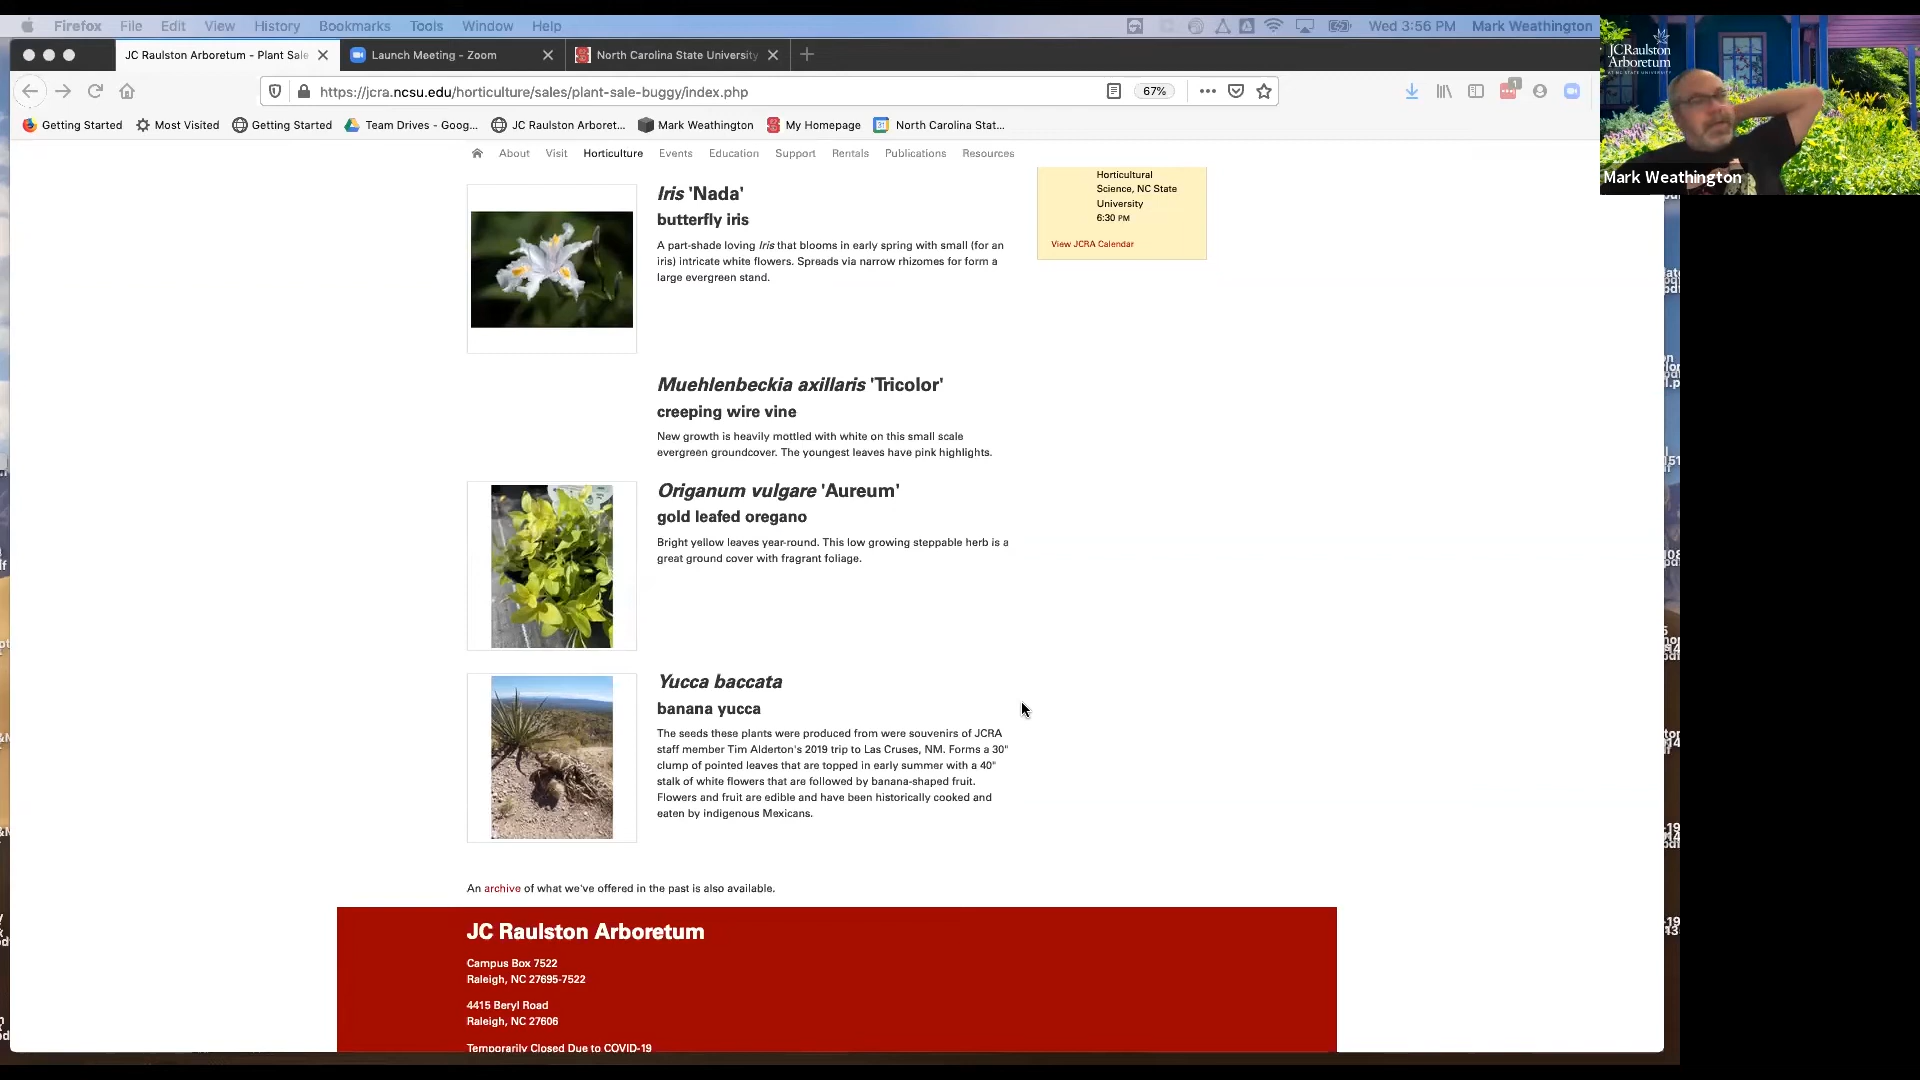 Firefox File Edit View History Bookmarks Tools Window Help Wed 3:56 PM Mark Weathington
JC Raulston Arboretum - Plant Sale Launch Meeting - Zoom North Carolina State University
https://jcra.ncsu.edu/horticulture/sales/plant-sale-buggy/index.php 67%
Getting Started Most Visited Getting Started Team Drives - Goog... JC Raulston Arboret... Mark Weathington My Homepage North Carolina Stat...
JCRaulston
Arboretum
AT NC STATE UNIVERSITY
Mark Weathington
About Visit Horticulture Events Education Support Rentals Publications Resources
Horticultural
Science, NC State
University
6:30 PM
View JCRA Calendar
Iris 'Nada'
butterfly iris
A part-shade loving Iris that blooms in early spring with small (for an
iris) intricate white flowers. Spreads via narrow rhizomes for form a
large evergreen stand.
Muehlenbeckia axillaris 'Tricolor'
creeping wire vine
New growth is heavily mottled with white on this small scale
evergreen groundcover. The youngest leaves have pink highlights.
Origanum vulgare 'Aureum'
gold leafed oregano
Bright yellow leaves year-round. This low growing steppable herb is a
great ground cover with fragrant foliage.
Yucca baccata
banana yucca
The seeds these plants were produced from were souvenirs of JCRA
staff member Tim Alderton's 2019 trip to Las Cruses, NM. Forms a 30"
clump of pointed leaves that are topped in early summer with a 40"
stalk of white flowers that are followed by banana-shaped fruit.
Flowers and fruit are edible and have been historically cooked and
eaten by indigenous Mexicans.
An archive of what we've offered in the past is also available.
JC Raulston Arboretum
Campus Box 7522
Raleigh, NC 27695-7522
4415 Beryl Road
Raleigh, NC 27606
Temporarily Closed Due to COVID-19